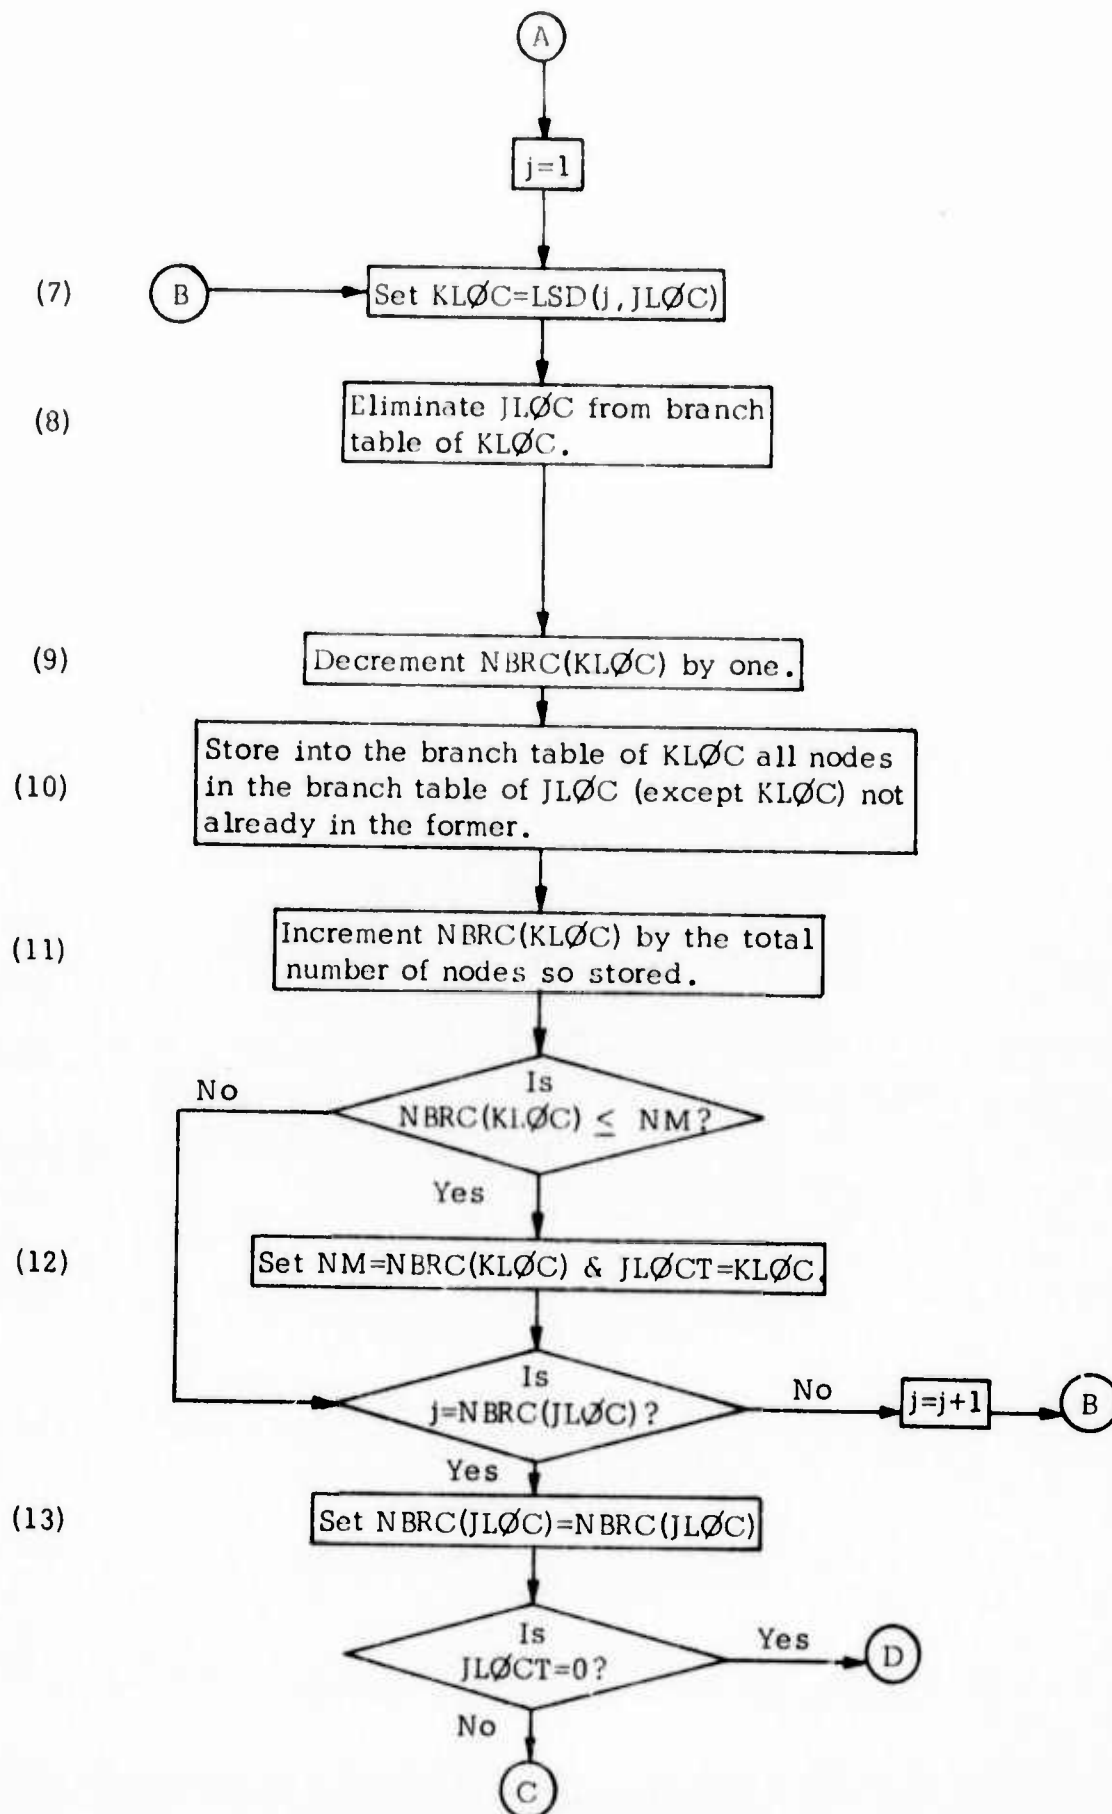 A
j=1
(7)
B
Set KLØC=LSD(j,JLØC)
(8)
Eliminate JLØC from branch
table of KLØC.
(9)
Decrement NBRC(KLØC) by one.
(10)
Store into the branch table of KLØC all nodes
in the branch table of JLØC (except KLØC) not
already in the former.
(11)
Increment NBRC(KLØC) by the total
number of nodes so stored.
No
Is
NBRC(KLØC) ≤ NM?
Yes
(12)
Set NM=NBRC(KLØC) & JLØCT=KLØC.
Is
j=NBRC(JLØC)?
No
j=j+1
B
Yes
(13)
Set NBRC(JLØC)=NBRC(JLØC)
Is
JLØCT=0?
Yes
D
No
C